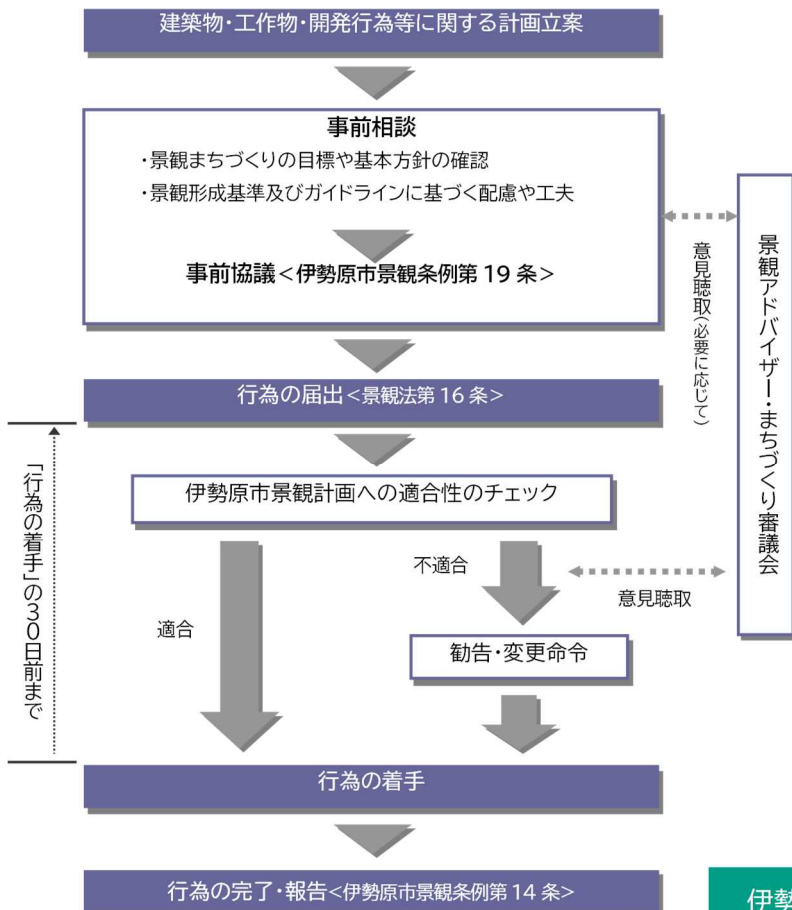 建築物・工作物・開発行為等に関する計画立案
事前相談
・景観まちづくりの目標や基本方針の確認
・景観形成基準及びガイドラインに基づく配慮や工夫
事前協議<伊勢原市景観条例第19条>
意見聴取(必要に応じて)
景観アドバイザー・まちづくり審議会
行為の届出<景観法第16条>
「行為の着手」の30日前まで
伊勢原市景観計画への適合性のチェック
適合
不適合
意見聴取
勧告・変更命令
行為の着手
行為の完了・報告<伊勢原市景観条例第14条>
伊勢